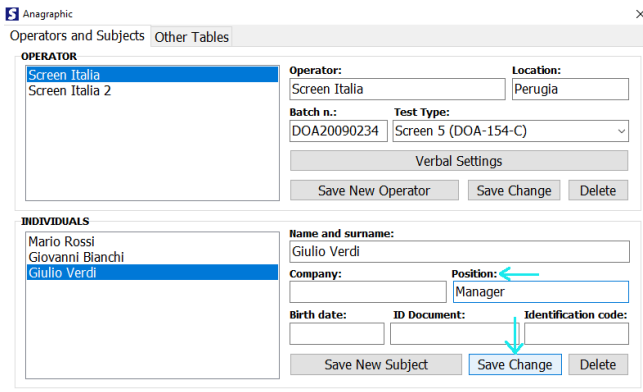 Anagraphic
Operators and Subjects Other Tables
OPERATOR
Screen Italia
Screen Italia 2
Operator: Location:
Screen Italia Perugia
Batch n.: Test Type:
DOA20090234 Screen 5 (DOA-154-C)
Verbal Settings
Save New Operator Save Change Delete
INDIVIDUALS
Mario Rossi
Giovanni Bianchi
Giulio Verdi
Name and surname:
Giulio Verdi
Company: Position:
Manager
Birth date: ID Document: Identification code:
Save New Subject Save Change Delete